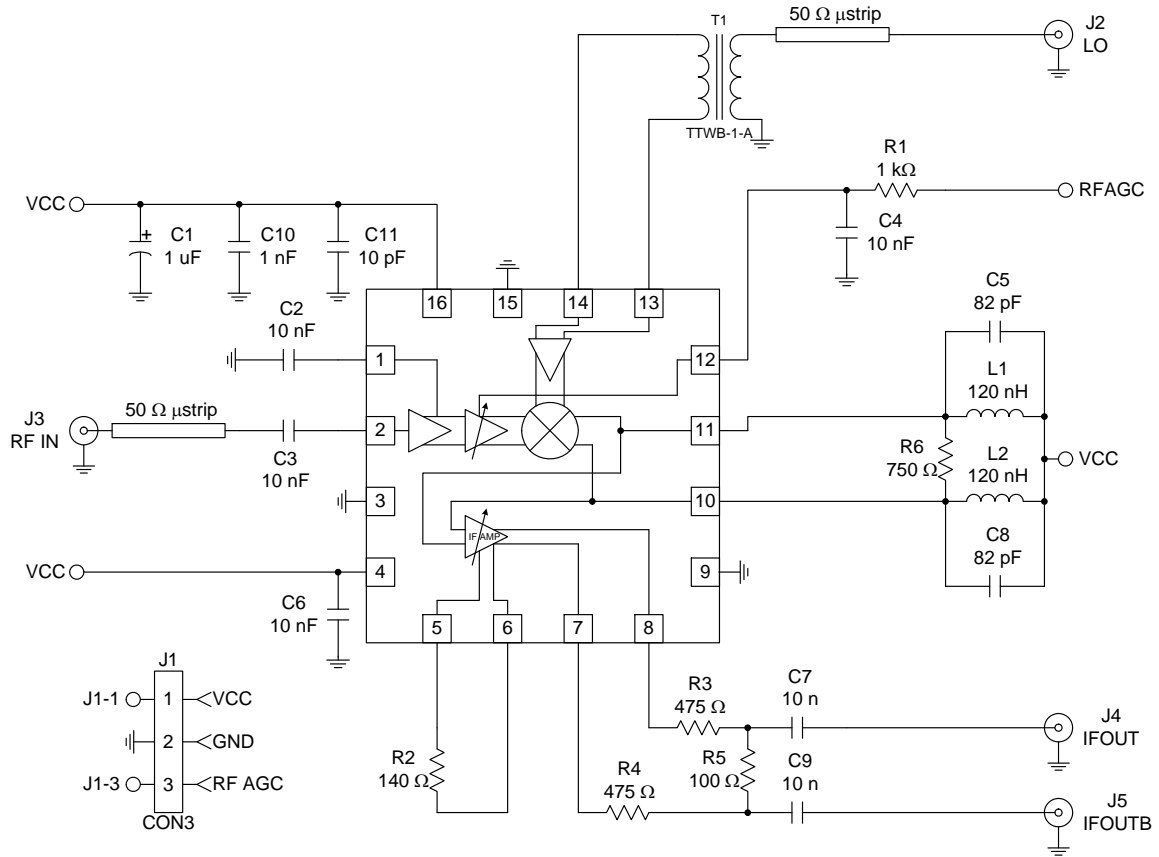 T1
50 Ω µstrip
J2
LO
TTWB-1-A
R1
1 kΩ
VCC
RFAGC
C1
1 uF
+
C10
1 nF
C11
10 pF
C4
10 nF
C5
82 pF
16
15
14
13
C2
10 nF
1
12
L1
120 nH
50 Ω µstrip
J3
RF IN
2
11
C3
10 nF
R6
750 Ω
L2
120 nH
VCC
3
10
IF AMP
C8
82 pF
VCC
4
9
C6
10 nF
5
6
7
8
J1
J1-1
1
VCC
2
GND
J1-3
3
RF AGC
CON3
R2
140 Ω
R3
475 Ω
C7
10 n
J4
IFOUT
R4
475 Ω
R5
100 Ω
C9
10 n
J5
IFOUTB